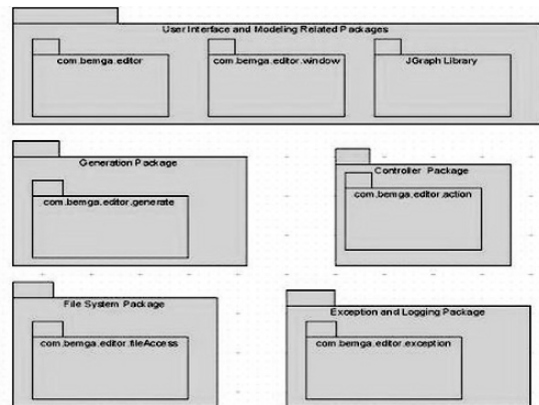 User Interface and Modeling Related Packages
com.bemga.editor
com.bemga.editor.window
JGraph Library
Generation Package
com.bemga.editor.generate
Controller Package
com.bemga.editor.action
File System Package
com.bemga.editor.fileAccess
Exception and Logging Package
com.bemga.editor.exception